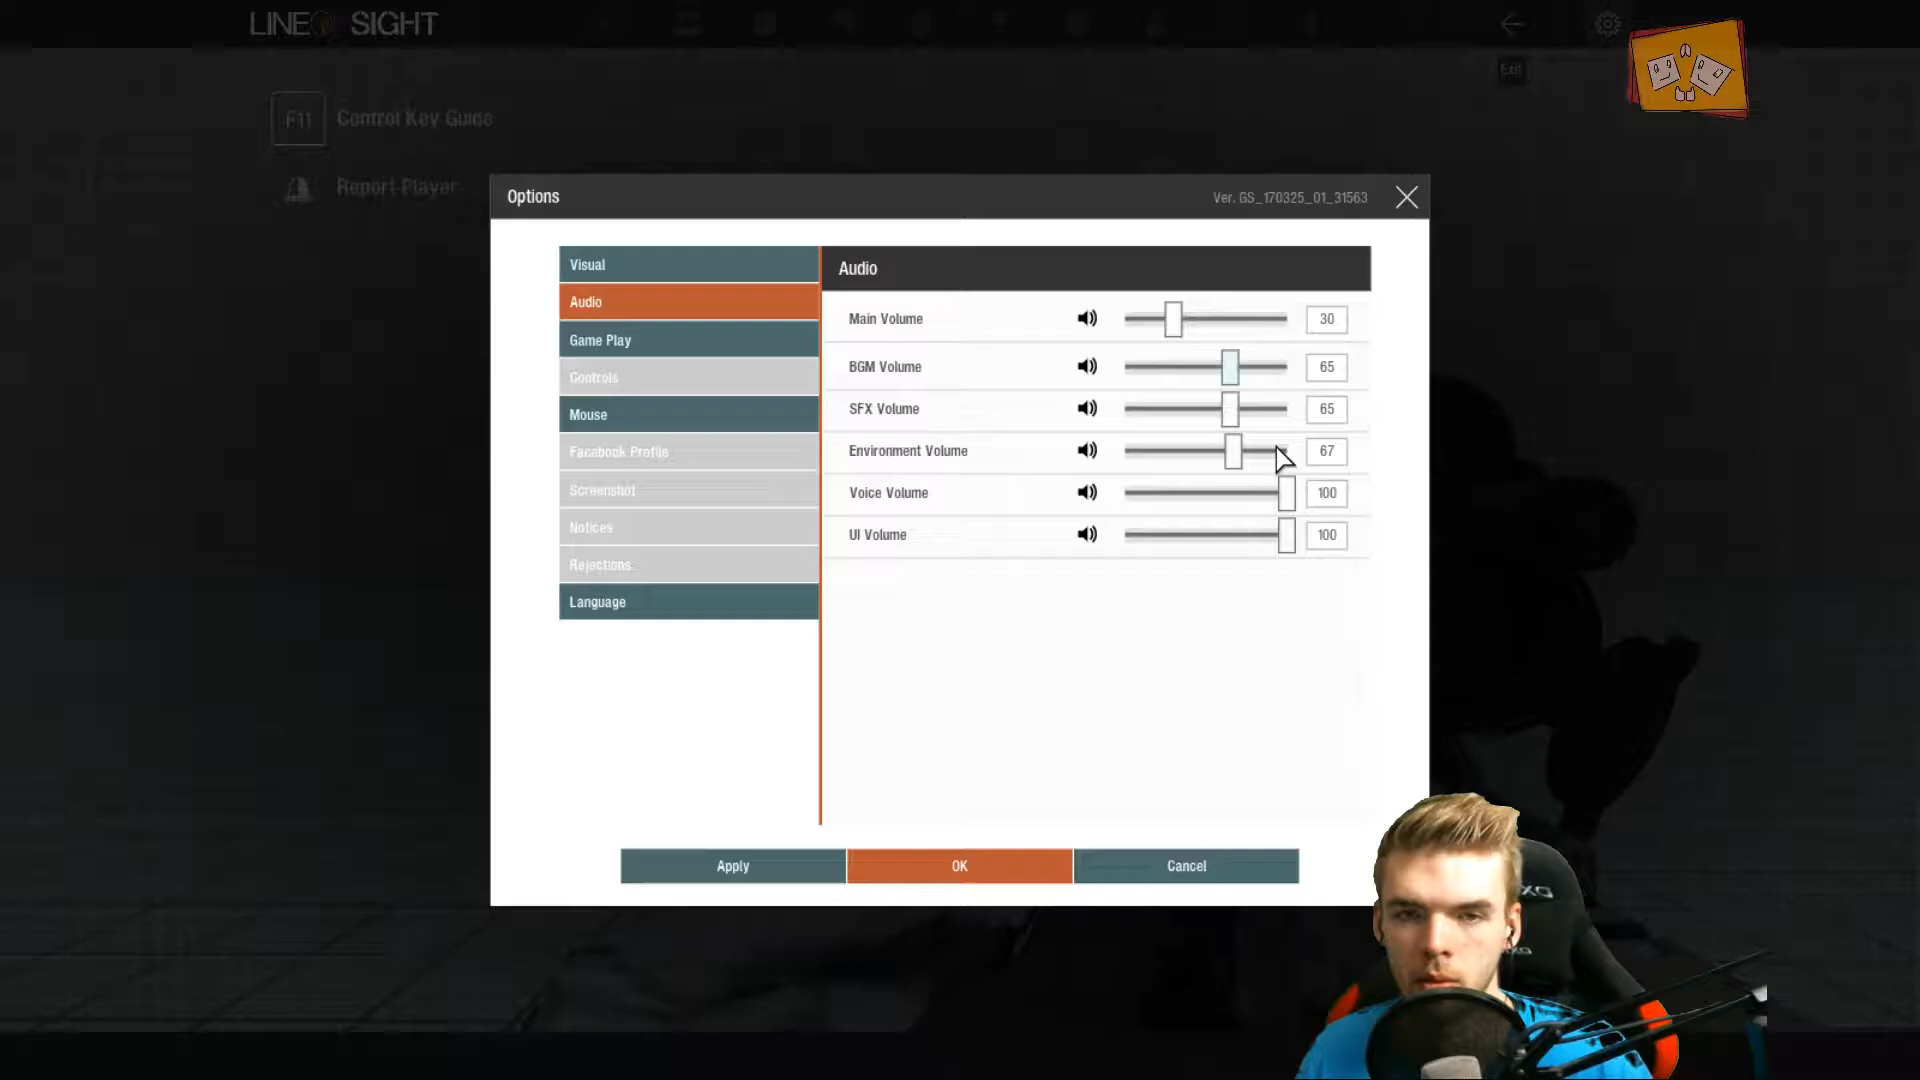 LINE OF SIGHT
Exit
F11 Control Key Guide
Report Player
Options Ver. GS_170325_01_31563
Visual
Audio
Game Play
Controls
Mouse
Facebook Profile
Screenshot
Notices
Rejections
Language
Audio
Main Volume 30
BGM Volume 65
SFX Volume 65
Environment Volume 67
Voice Volume 100
UI Volume 100
Apply OK Cancel